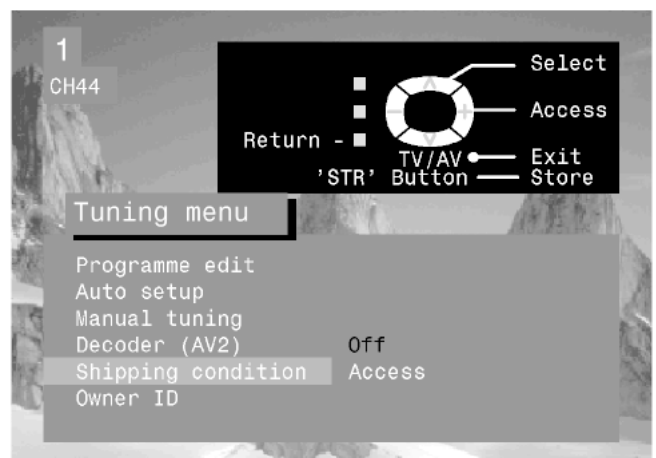 1
CH44
Select
Access
Return -
TV/AV Exit
'STR' Button Store
Tuning menu
Programme edit
Auto setup
Manual tuning
Decoder (AV2) Off
Shipping condition Access
Owner ID